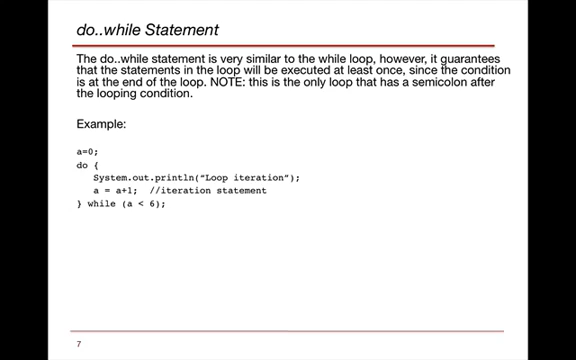 do..while Statement
The do..while statement is very similar to the while loop, however, it guarantees
that the statements in the loop will be executed at least once, since the condition
is at the end of the loop. NOTE: this is the only loop that has a semicolon after
the looping condition.
Example:
a=0;
do {
   System.out.println(“Loop iteration”);
   a = a+1;  //iteration statement
} while (a < 6);
7